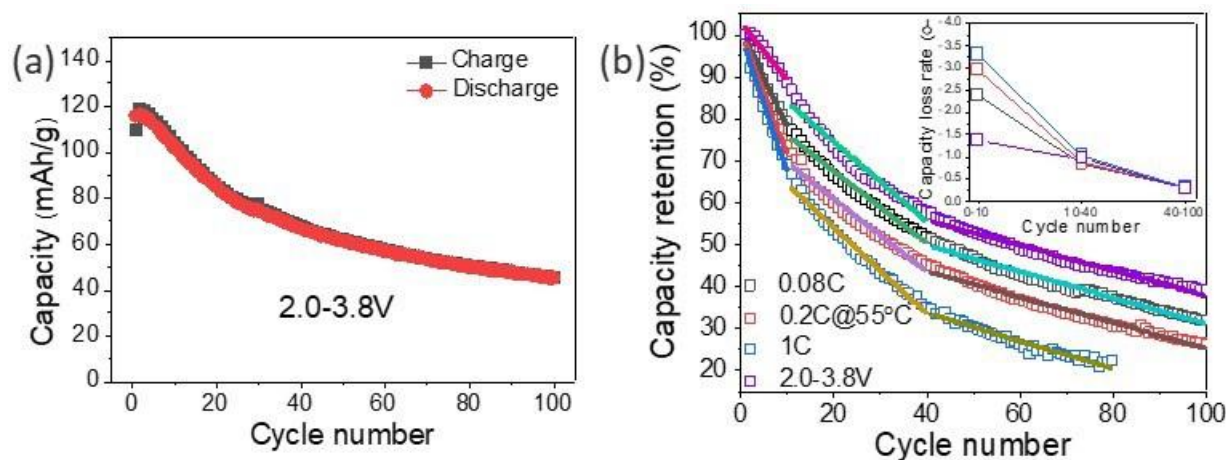 (a)
Capacity (mAh/g)
160
140
120
100
80
60
40
20
0
Charge
Discharge
2.0-3.8V
0 20 40 60 80 100
Cycle number
(b)
Capacity retention (%)
100
90
80
70
60
50
40
30
20
0.08C
0.2C@55°C
1C
2.0-3.8V
0 20 40 60 80 100
Cycle number
Capacity loss rate
-4.0
-3.5
-3.0
-2.5
-2.0
-1.5
-1.0
-0.5
0.0
0-10 10-40 40-100
Cycle number